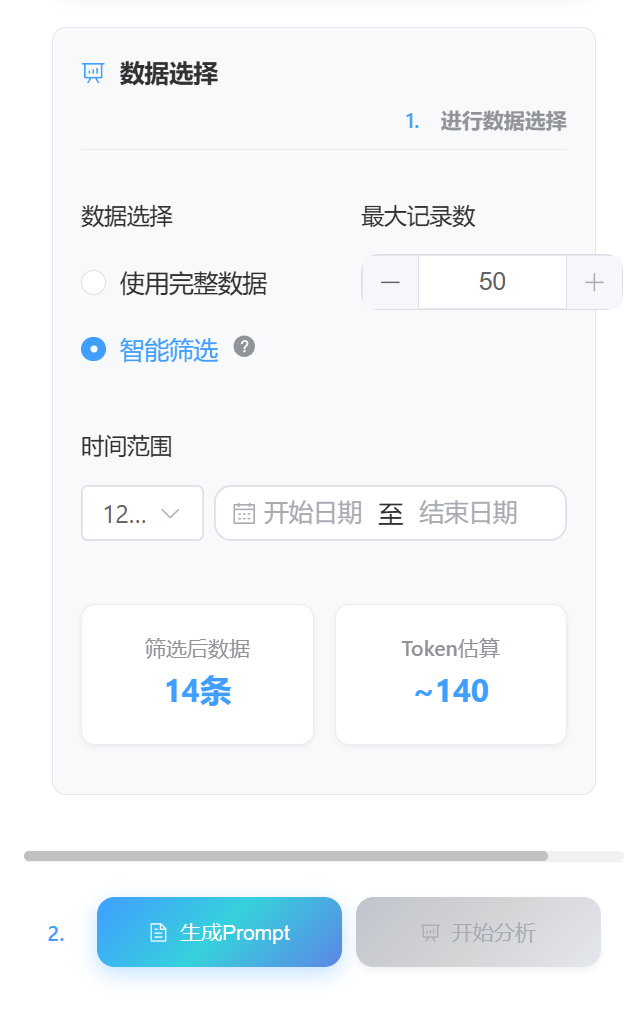 数据选择
1. 进行数据选择
数据选择
最大记录数
使用完整数据
50
智能筛选 ?
时间范围
12... 开始日期 至 结束日期
筛选后数据
14条
Token估算
~140
2. 生成Prompt 开始分析